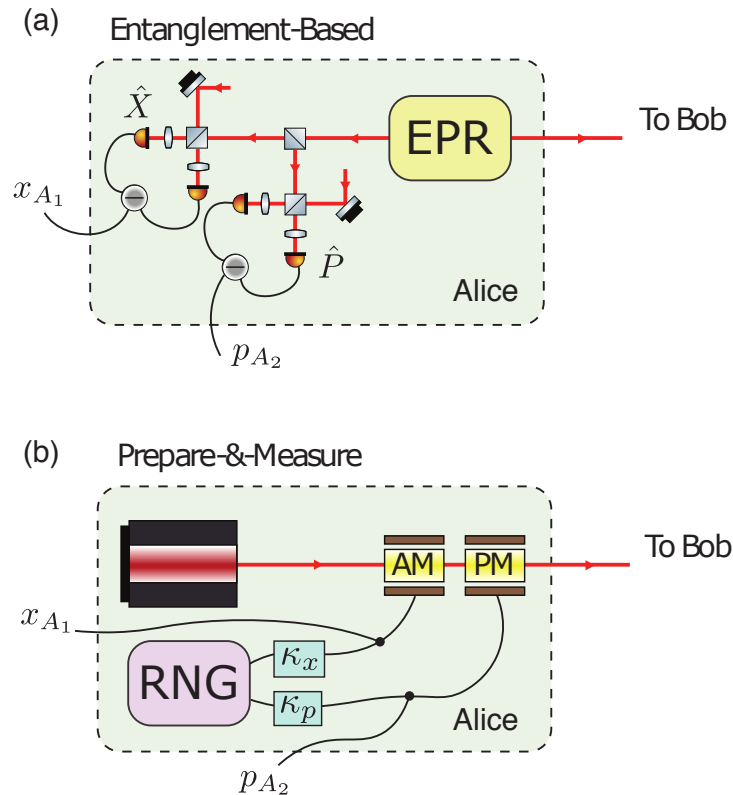 (a) Entanglement-Based
X̂
EPR
To Bob
x_{A_1}
P̂
Alice
p_{A_2}
(b) Prepare-&-Measure
AM PM
To Bob
x_{A_1}
κ_x
RNG
κ_p
Alice
p_{A_2}